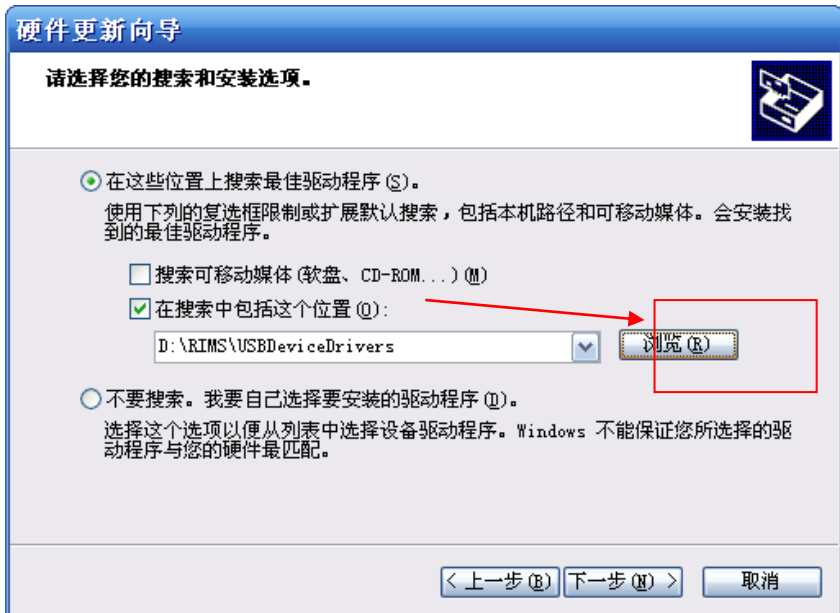 硬件更新向导
请选择您的搜索和安装选项。
在这些位置上搜索最佳驱动程序(S)。
使用下列的复选框限制或扩展默认搜索，包括本机路径和可移动媒体。会安装找
到的最佳驱动程序。
搜索可移动媒体(软盘、CD-ROM...)(M)
在搜索中包括这个位置(O):
D:\RIMS\USBDeviceDrivers
浏览(R)
不要搜索。我要自己选择要安装的驱动程序(D)。
选择这个选项以便从列表中选择设备驱动程序。Windows 不能保证您所选择的驱
动程序与您的硬件最匹配。
< 上一步(B) 下一步(N) > 取消